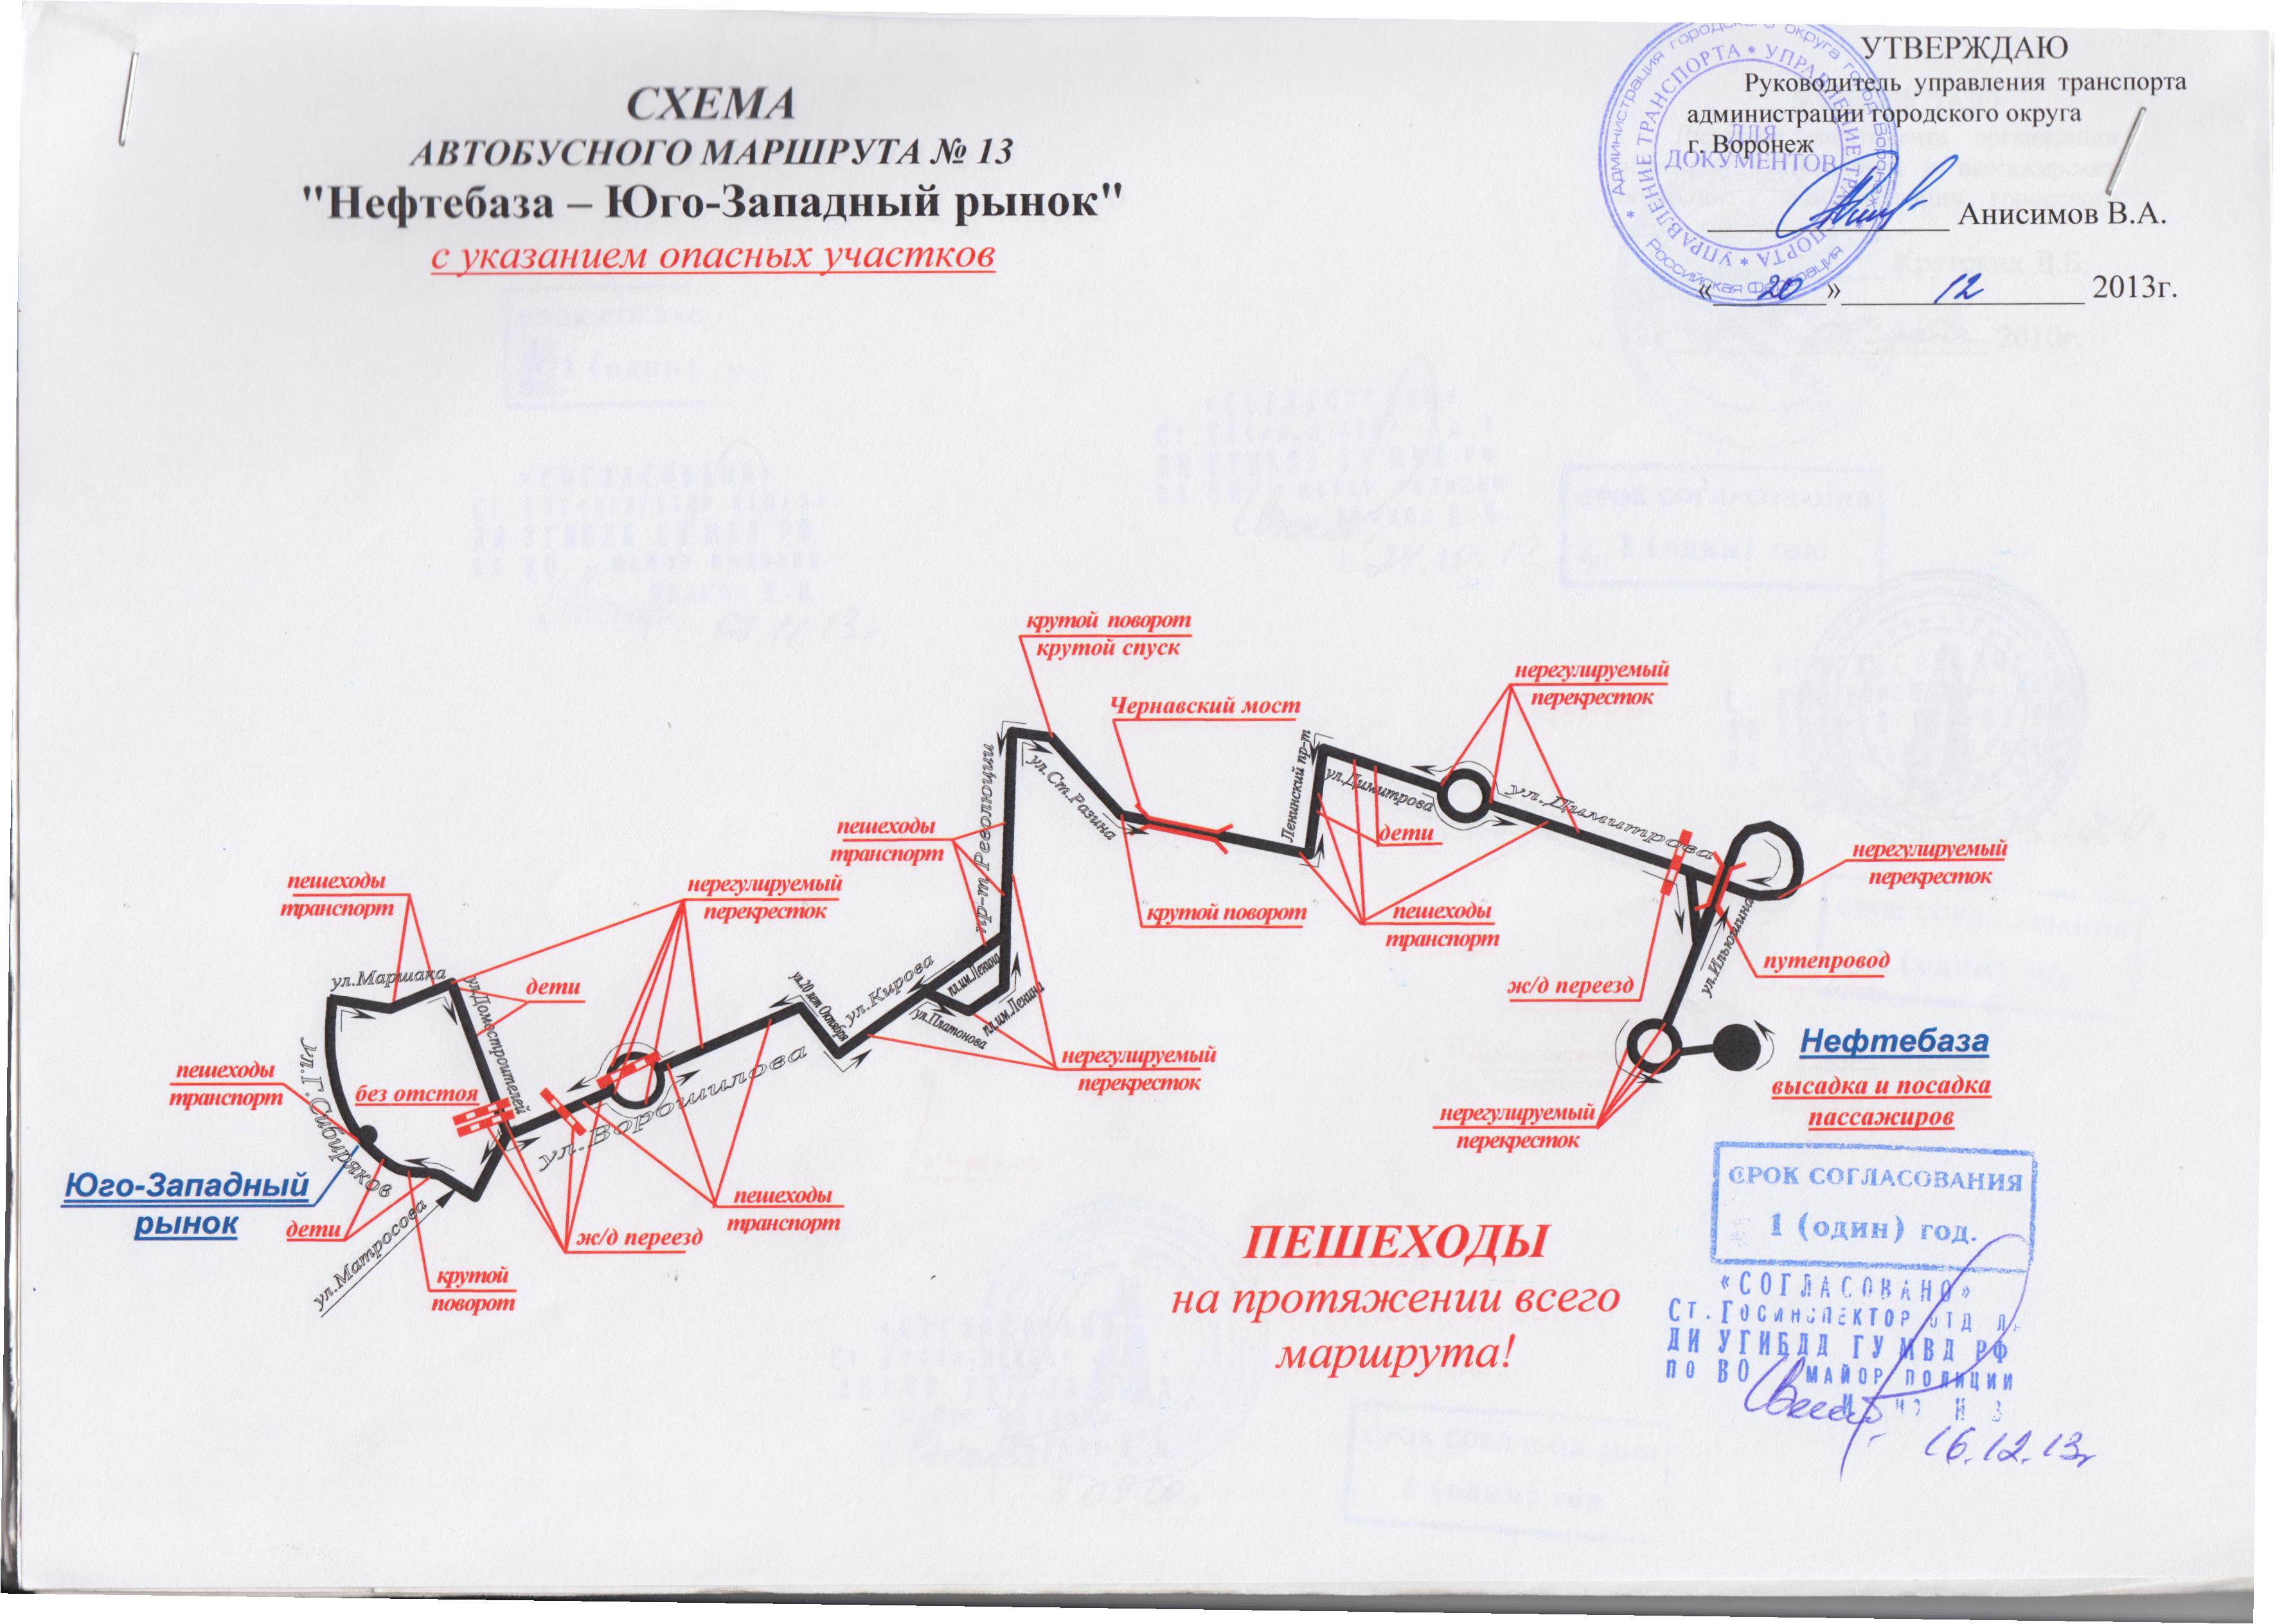 УТВЕРЖДАЮ
Руководитель управления транспорта
администрации городского округа
г. Воронеж
Анисимов В.А.
«20» 12 2013г.
Администрация городского округа город Воронеж
Российская Федерация
УПРАВЛЕНИЕ ТРАНСПОРТА * УПРАВЛЕНИЕ ТРАНСПОРТА *
ДЛЯ
ДОКУМЕНТОВ
СХЕМА
АВТОБУСНОГО МАРШРУТА № 13
"Нефтебаза – Юго-Западный рынок"
с указанием опасных участков
крутой поворот
крутой спуск
Чернавский мост
нерегулируемый
перекресток
пр-т.Революции
ул.Ст.Разина
Ленинский пр-т
ул.Димитрова
ул.Димитрова
дети
пешеходы
транспорт
нерегулируемый
перекресток
крутой поворот
пешеходы
транспорт
пешеходы
транспорт
нерегулируемый
перекресток
путепровод
ж/д переезд
ул.Ильюшина
ул.Маршака
ул.Домостроителей
дети
ул.20 лет Октября
ул.Кирова
пл.им.Ленина
ул.Платонова
пл.им.Ленина
Нефтебаза
высадка и посадка
пассажиров
нерегулируемый
перекресток
нерегулируемый
перекресток
ул.Ворошилова
пешеходы
транспорт
без отстоя
Юго-Западный
рынок
дети
ул.Матросова
крутой
поворот
ж/д переезд
пешеходы
транспорт
ПЕШЕХОДЫ
на протяжении всего
маршрута!
СРОК СОГЛАСОВАНИЯ
1 (один) год.
«СОГЛАСОВАНО»
Ст.Госинспектор отд
ДИ УГИБДД ГУ МВД РФ
по ВО майор полиции
16.12.13г